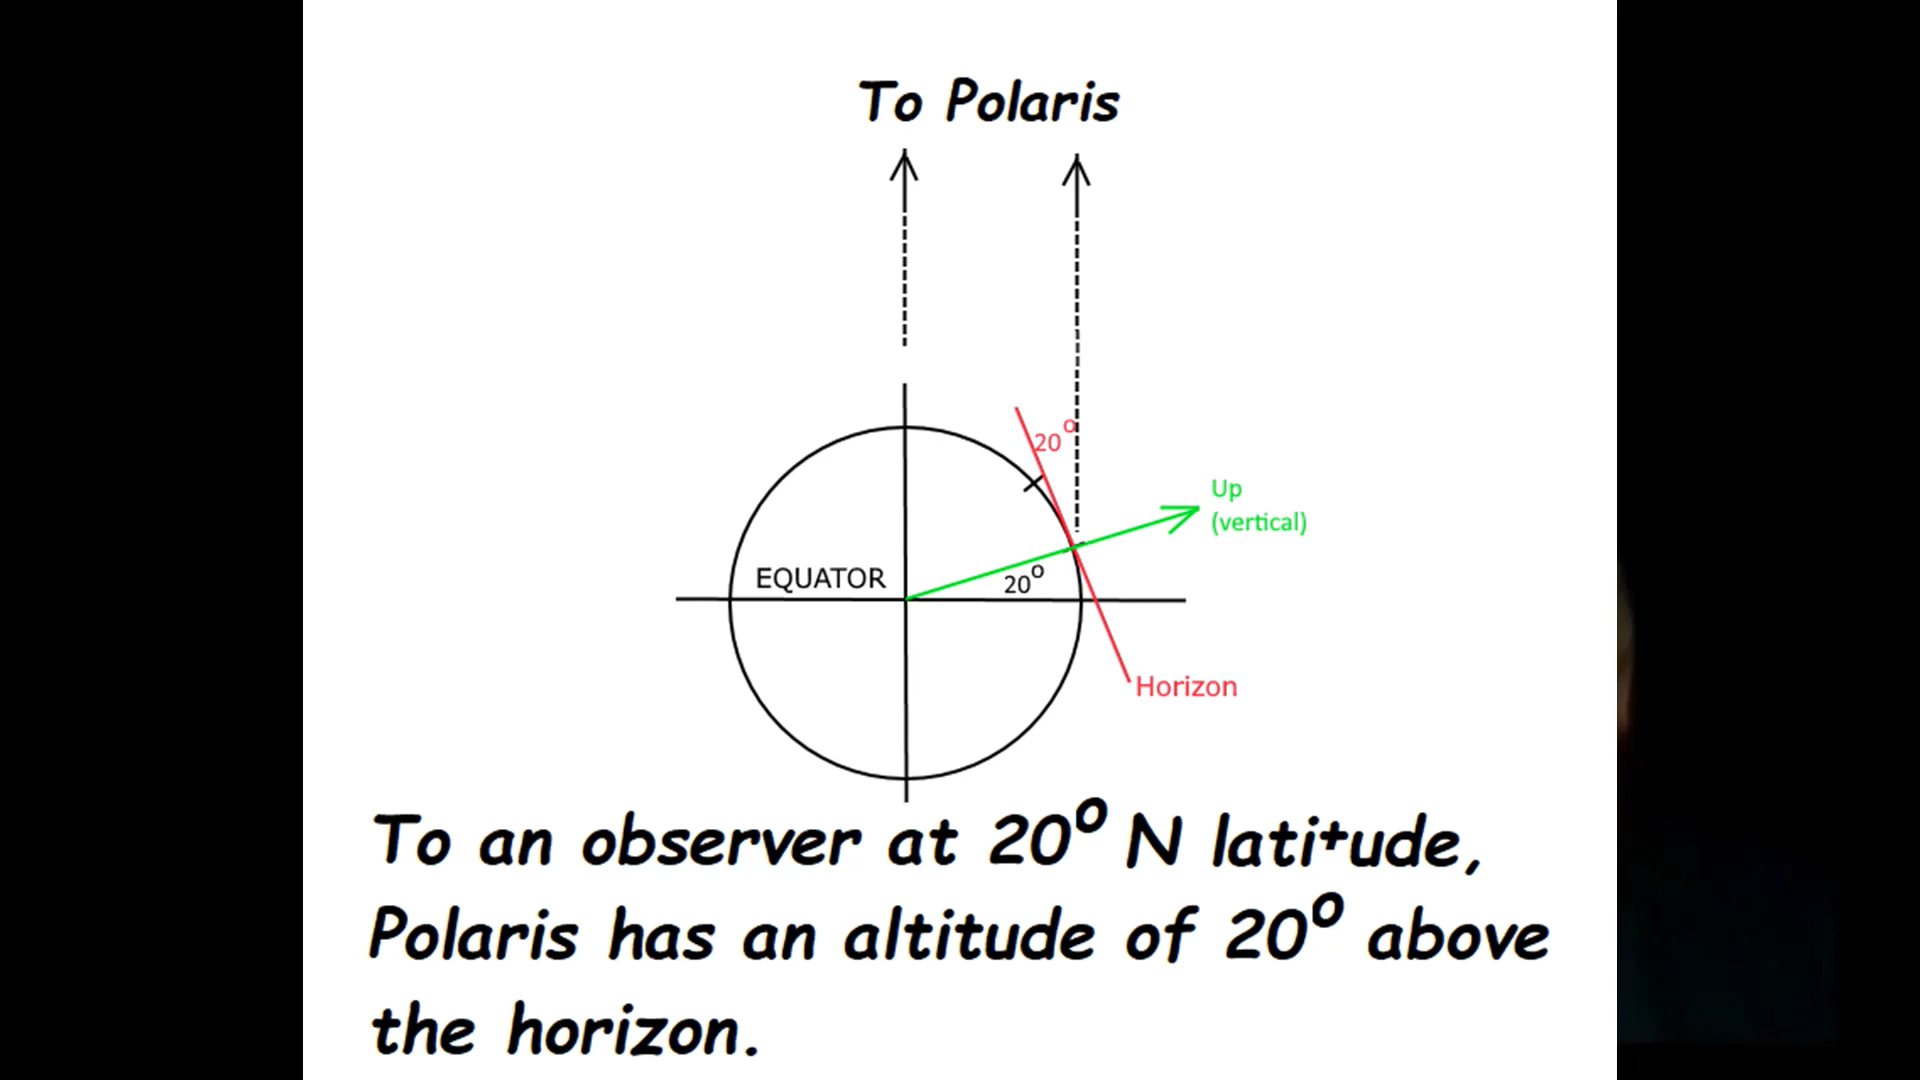 To Polaris
20°
Up
(vertical)
EQUATOR
20°
Horizon
To an observer at 20° N latitude,
Polaris has an altitude of 20° above
the horizon.